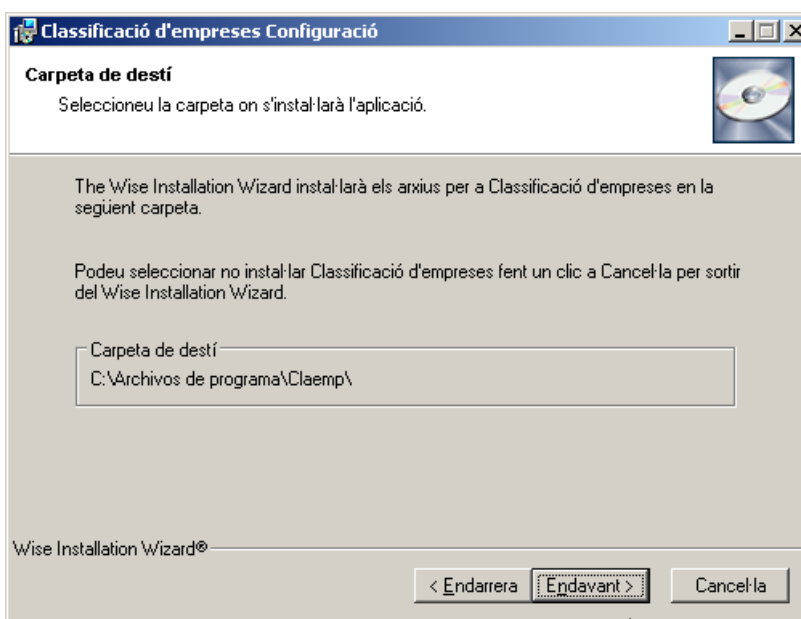 Classificació d'empreses Configuració
Carpeta de destí
Seleccioneu la carpeta on s'instal·larà l'aplicació.
The Wise Installation Wizard instal·larà els arxius per a Classificació d'empreses en la
següent carpeta.
Podeu seleccionar no instal·lar Classificació d'empreses fent un clic a Cancel·la per sortir
del Wise Installation Wizard.
Carpeta de destí
C:\Archivos de programa\Claemp\
Wise Installation Wizard®
< Endarrera Endavant > Cancel·la